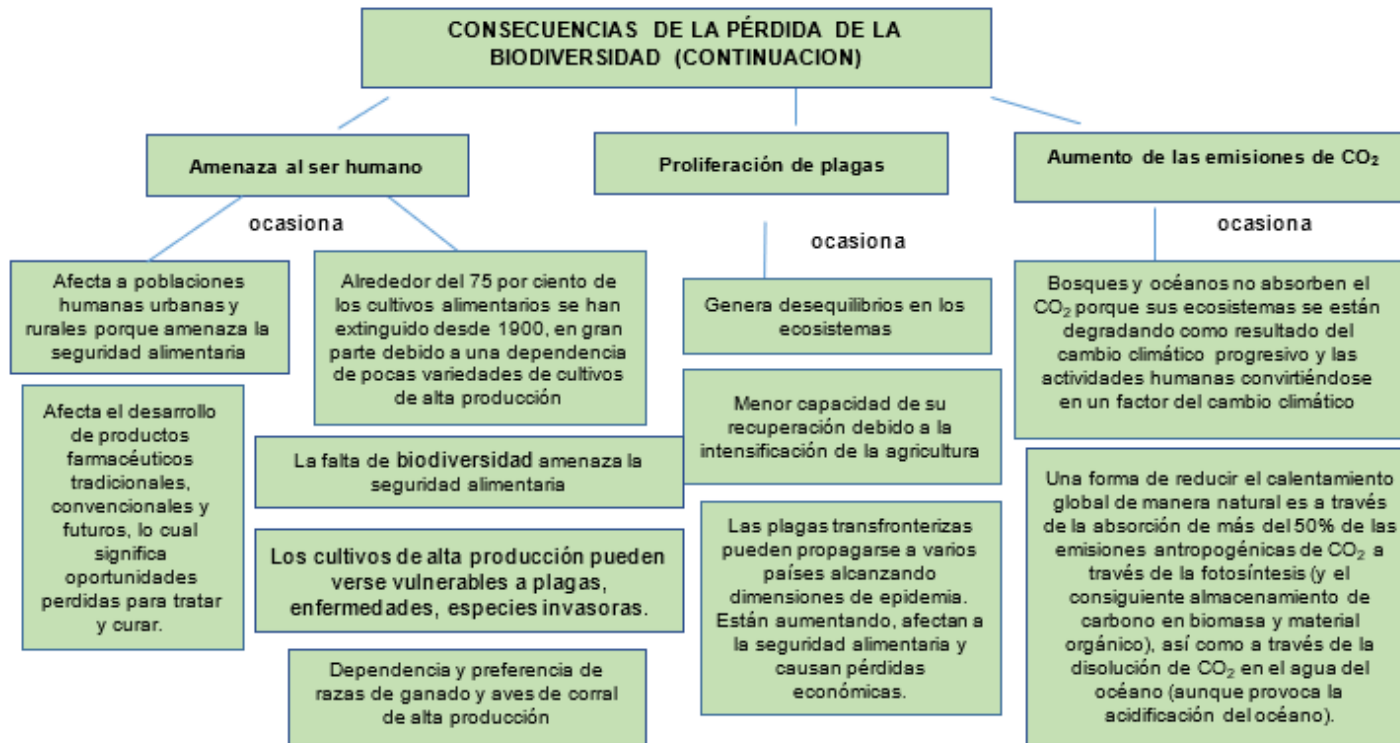 CONSECUENCIAS DE LA PÉRDIDA DE LA
BIODIVERSIDAD (CONTINUACION)
Amenaza al ser humano
ocasiona
Afecta a poblaciones
humanas urbanas y
rurales porque amenaza la
seguridad alimentaria
Afecta el desarrollo
de productos
farmacéuticos
tradicionales,
convencionales y
futuros, lo cual
significa
oportunidades
perdidas para tratar
y curar.
Alrededor del 75 por ciento de
los cultivos alimentarios se han
extinguido desde 1900, en gran
parte debido a una dependencia
de pocas variedades de cultivos
de alta producción
La falta de biodiversidad amenaza la
seguridad alimentaria
Los cultivos de alta producción pueden
verse vulnerables a plagas,
enfermedades, especies invasoras.
Dependencia y preferencia de
razas de ganado y aves de corral
de alta producción
Proliferación de plagas
ocasiona
Genera desequilibrios en los
ecosistemas
Menor capacidad de su
recuperación debido a la
intensificación de la agricultura
Las plagas transfronterizas
pueden propagarse a varios
países alcanzando
dimensiones de epidemia.
Están aumentando, afectan a
la seguridad alimentaria y
causan pérdidas
económicas.
Aumento de las emisiones de CO₂
ocasiona
Bosques y océanos no absorben el
CO₂ porque sus ecosistemas se están
degradando como resultado del
cambio climático progresivo y las
actividades humanas convirtiéndose
en un factor del cambio climático
Una forma de reducir el calentamiento
global de manera natural es a través
de la absorción de más del 50% de las
emisiones antropogénicas de CO₂ a
través de la fotosíntesis (y el
consiguiente almacenamiento de
carbono en biomasa y material
orgánico), así como a través de la
disolución de CO₂ en el agua del
océano (aunque provoca la
acidificación del océano).